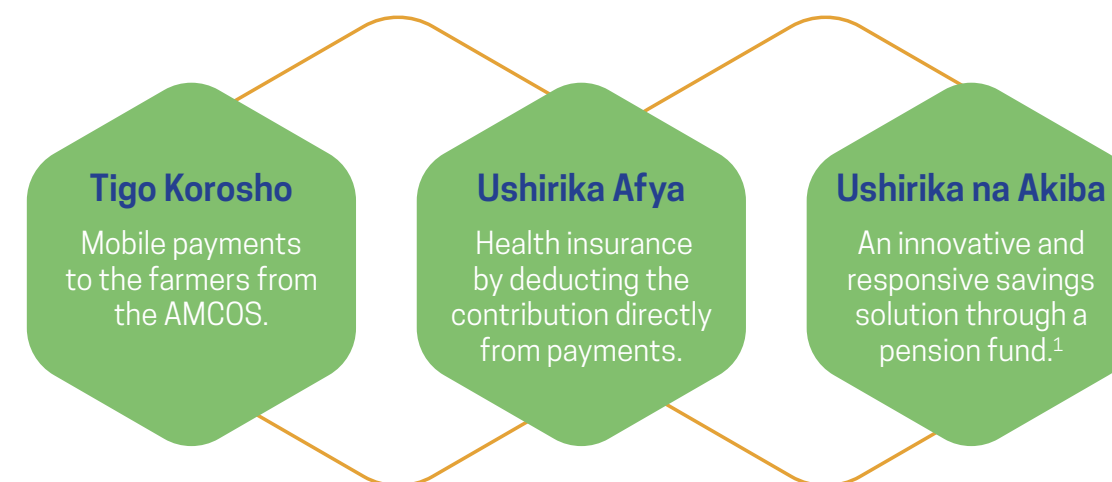 Tigo Korosho
Mobile payments
to the farmers from
the AMCOS.
Ushirika Afya
Health insurance
by deducting the
contribution directly
from payments.
Ushirika na Akiba
An innovative and
responsive savings
solution through a
pension fund.¹